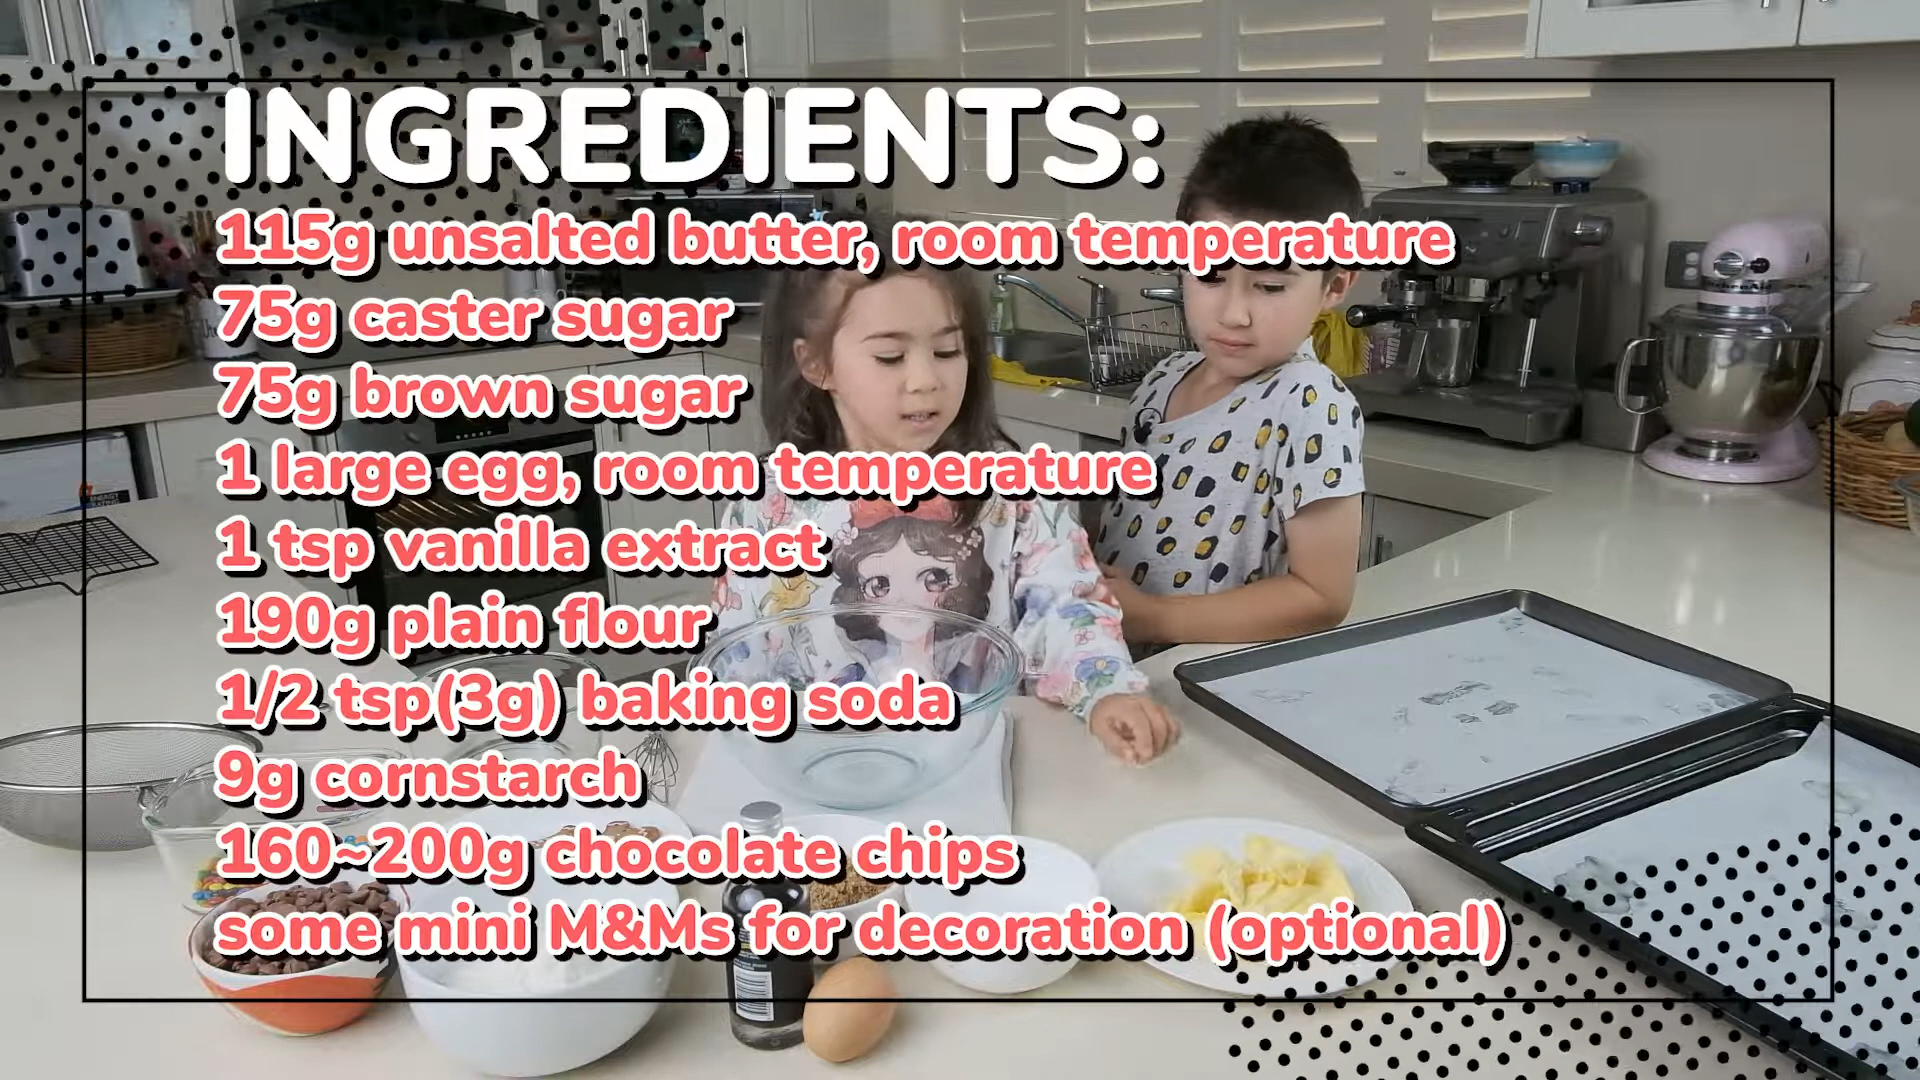 INGREDIENTS:
115g unsalted butter, room temperature
75g caster sugar
75g brown sugar
1 large egg, room temperature
1 tsp vanilla extract
190g plain flour
1/2 tsp(3g) baking soda
9g cornstarch
160~200g chocolate chips
some mini M&Ms for decoration (optional)